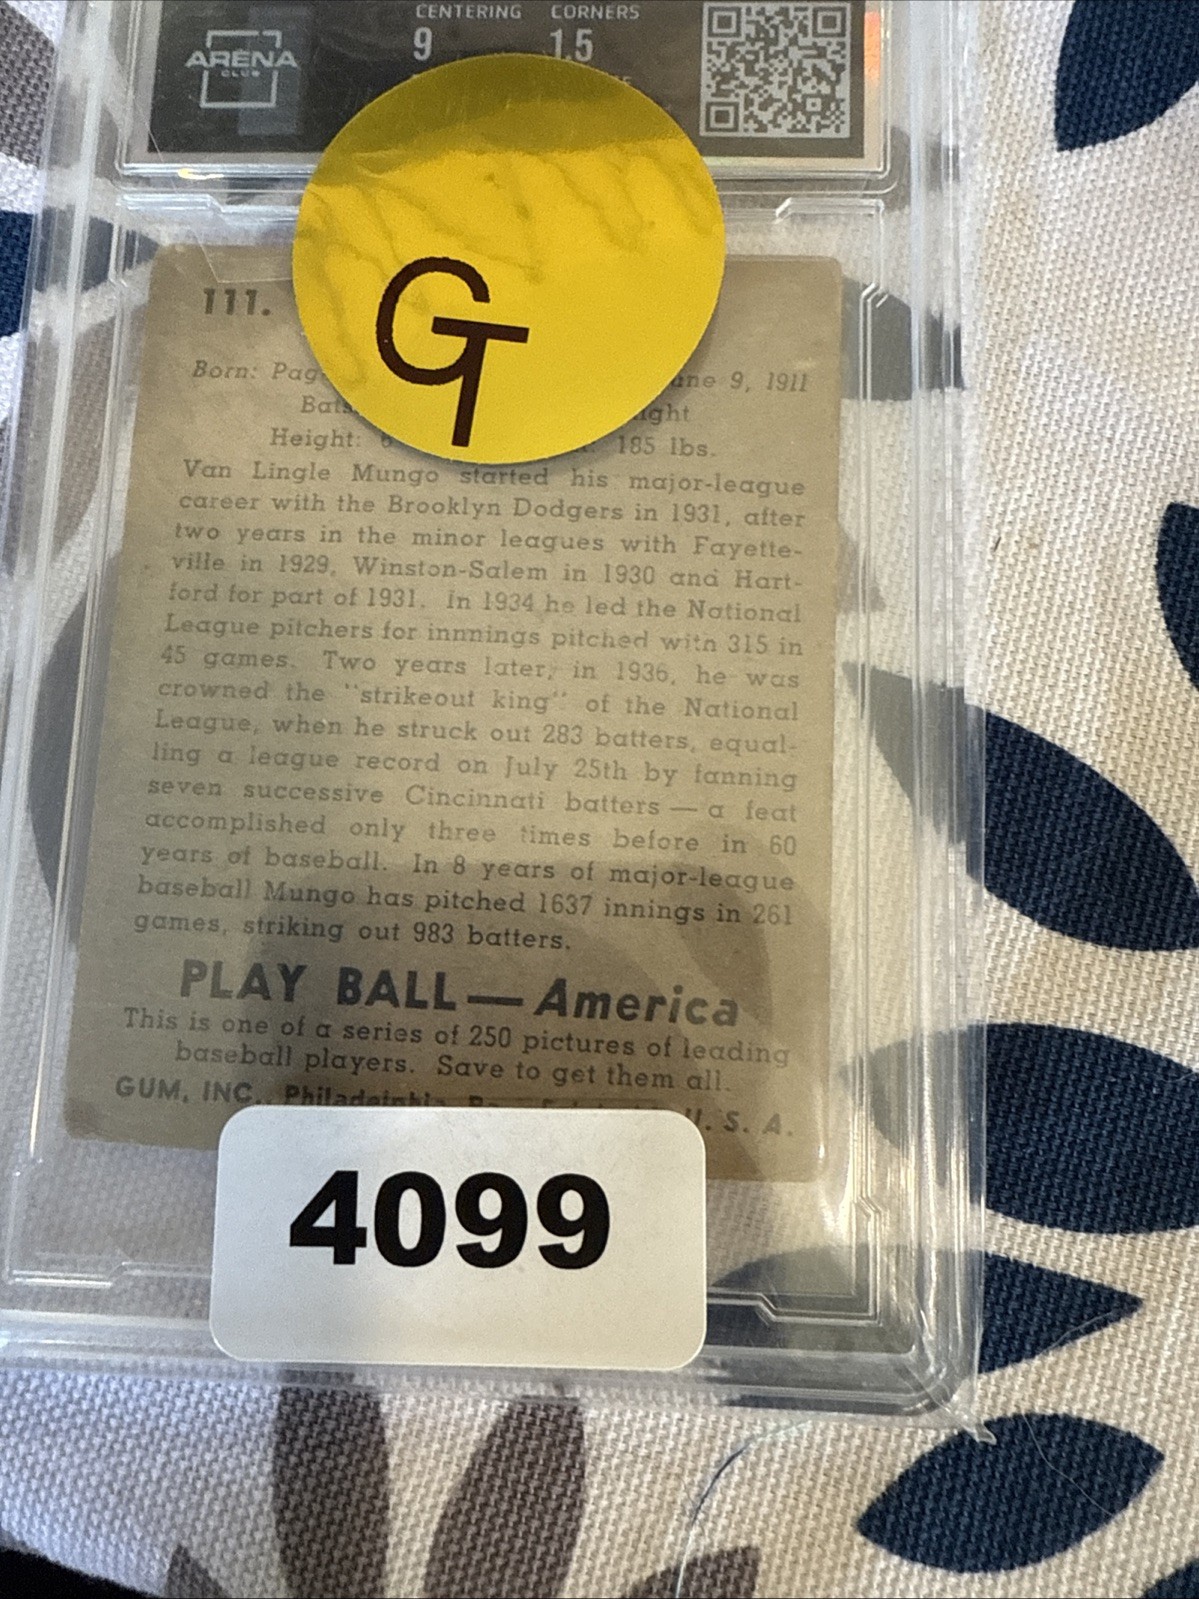 CENTERING CORNERS
9 1.5
ARENA
CLUB
GT
111.
Born: Pag une 9, 1911
Bats ight
Height: 6 185 lbs.
Van Lingle Mungo started his major-league
career with the Brooklyn Dodgers in 1931, after
two years in the minor leagues with Fayette-
ville in 1929, Winston-Salem in 1930 and Hart-
ford for part of 1931. In 1934 he led the National
League pitchers for innnings pitched with 315 in
45 games. Two years later, in 1936, he was
crowned the "strikeout king" of the National
League, when he struck out 283 batters, equal-
ling a league record on July 25th by fanning
seven successive Cincinnati batters — a feat
accomplished only three times before in 60
years of baseball. In 8 years of major-league
baseball Mungo has pitched 1637 innings in 261
games, striking out 983 batters.
PLAY BALL — America
This is one of a series of 250 pictures of leading
baseball players. Save to get them all.
GUM, INC., Philadelphia, Pa. U. S. A.
4099